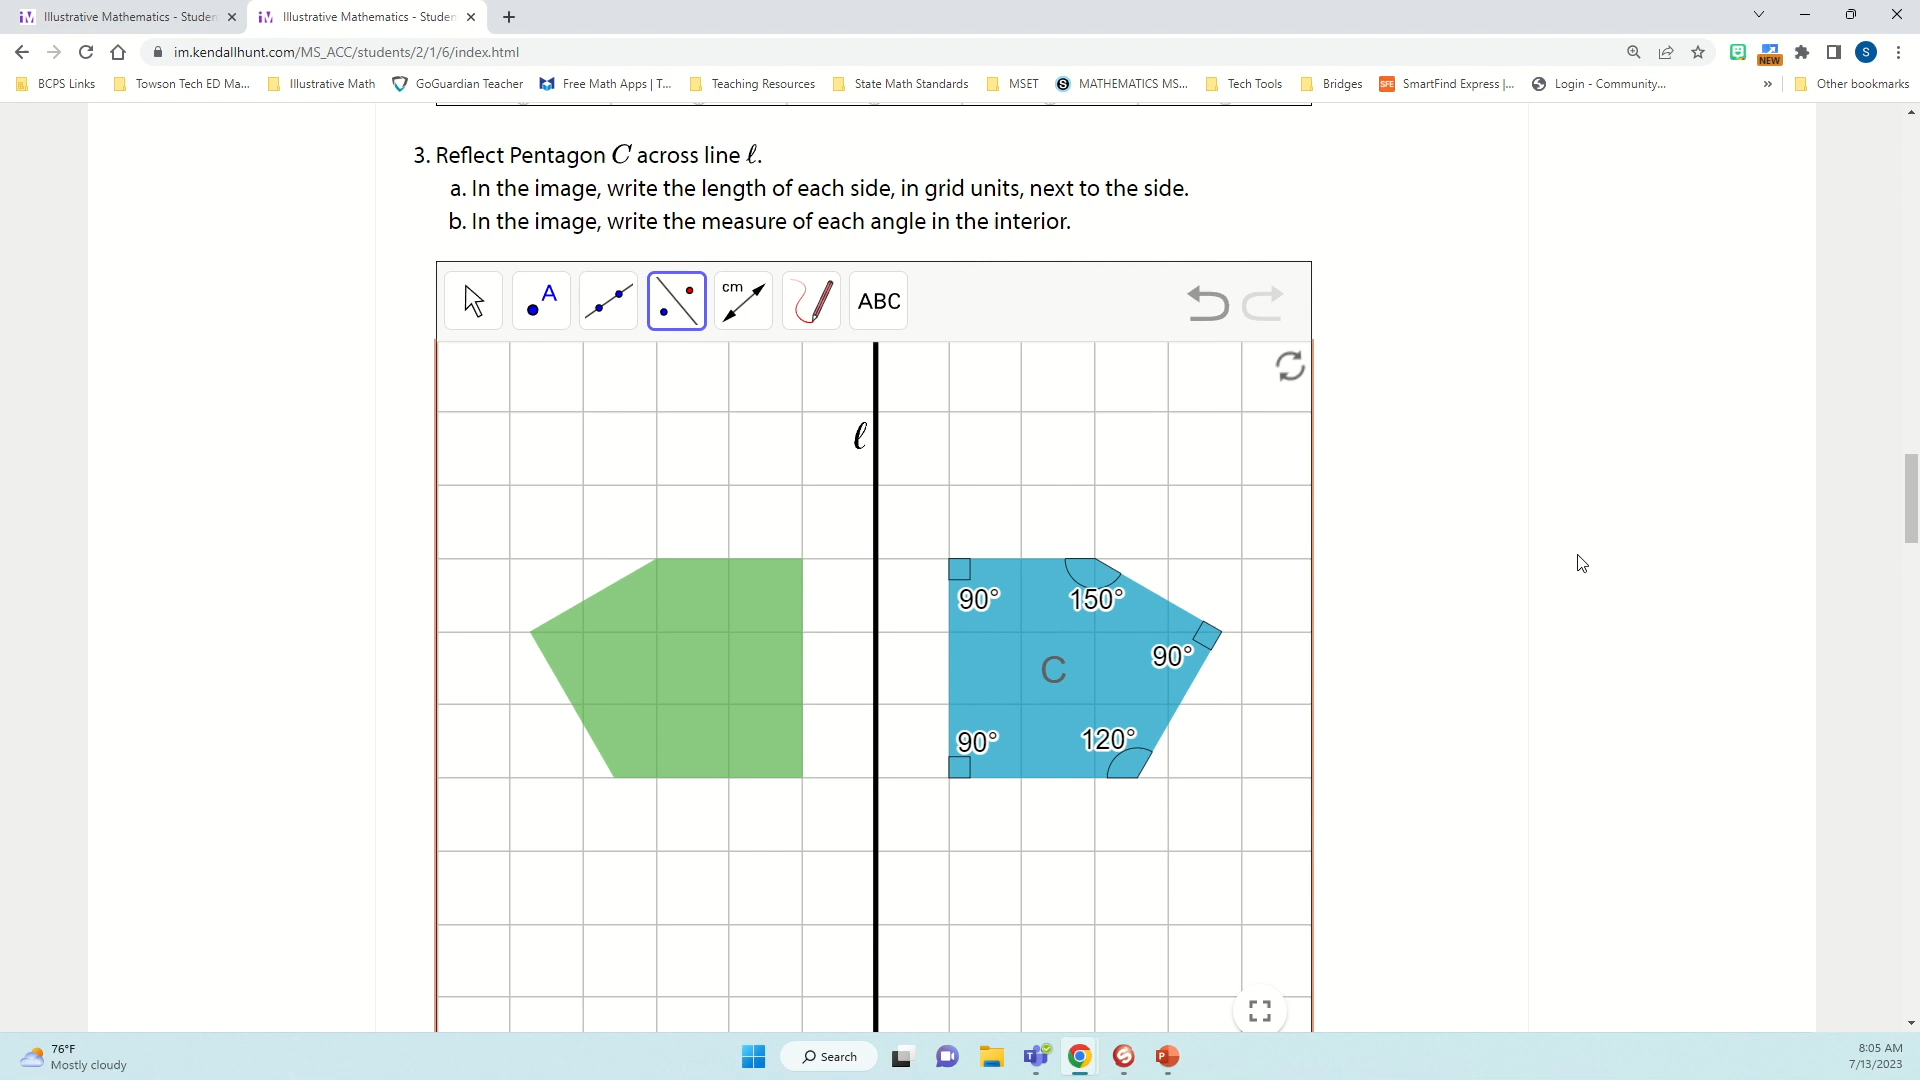 Illustrative Mathematics - Studen
Illustrative Mathematics - Studen
im.kendallhunt.com/MS_ACC/students/2/1/6/index.html
NEW
S
BCPS Links
Towson Tech ED Ma...
Illustrative Math
GoGuardian Teacher
Free Math Apps | T...
Teaching Resources
State Math Standards
MSET
MATHEMATICS MS...
Tech Tools
Bridges
SFE SmartFind Express |...
Login - Community...
» Other bookmarks
3. Reflect Pentagon C across line ℓ.
a. In the image, write the length of each side, in grid units, next to the side.
b. In the image, write the measure of each angle in the interior.
A
cm
ABC
ℓ
90° 150°
90°
C
90° 120°
76°F
Mostly cloudy
Search
8:05 AM
7/13/2023